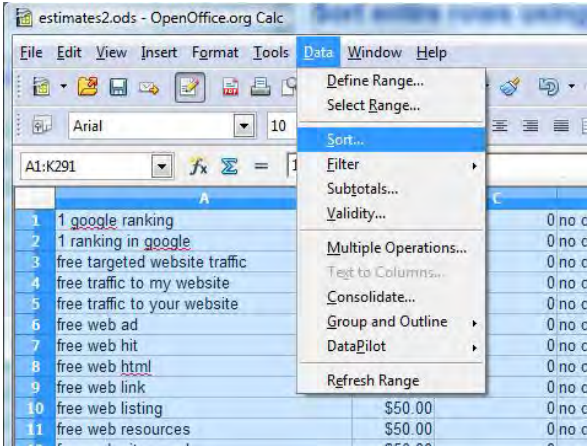 estimates2.ods - OpenOffice.org Calc
File Edit View Insert Format Tools Data Window Help
Define Range...
Select Range...
Sort...
Filter
Subtotals...
Validity...
Multiple Operations...
Text to Columns...
Consolidate...
Group and Outline
DataPilot
Refresh Range
Arial 10
A1:K291
A C
1 1 google ranking 0 no
2 1 ranking in google 0 no
3 free targeted website traffic 0 no
4 free traffic to my website 0 no
5 free traffic to your website 0 no
6 free web ad 0 no
7 free web hit 0 no
8 free web html 0 no
9 free web link 0 no
10 free web listing $50.00 0 no
11 free web resources $50.00 0 no